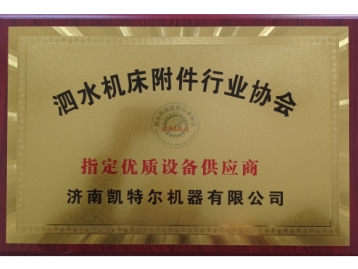 泗水机床附件行业协会
指定优质设备供应商
济南凯特尔机器有限公司